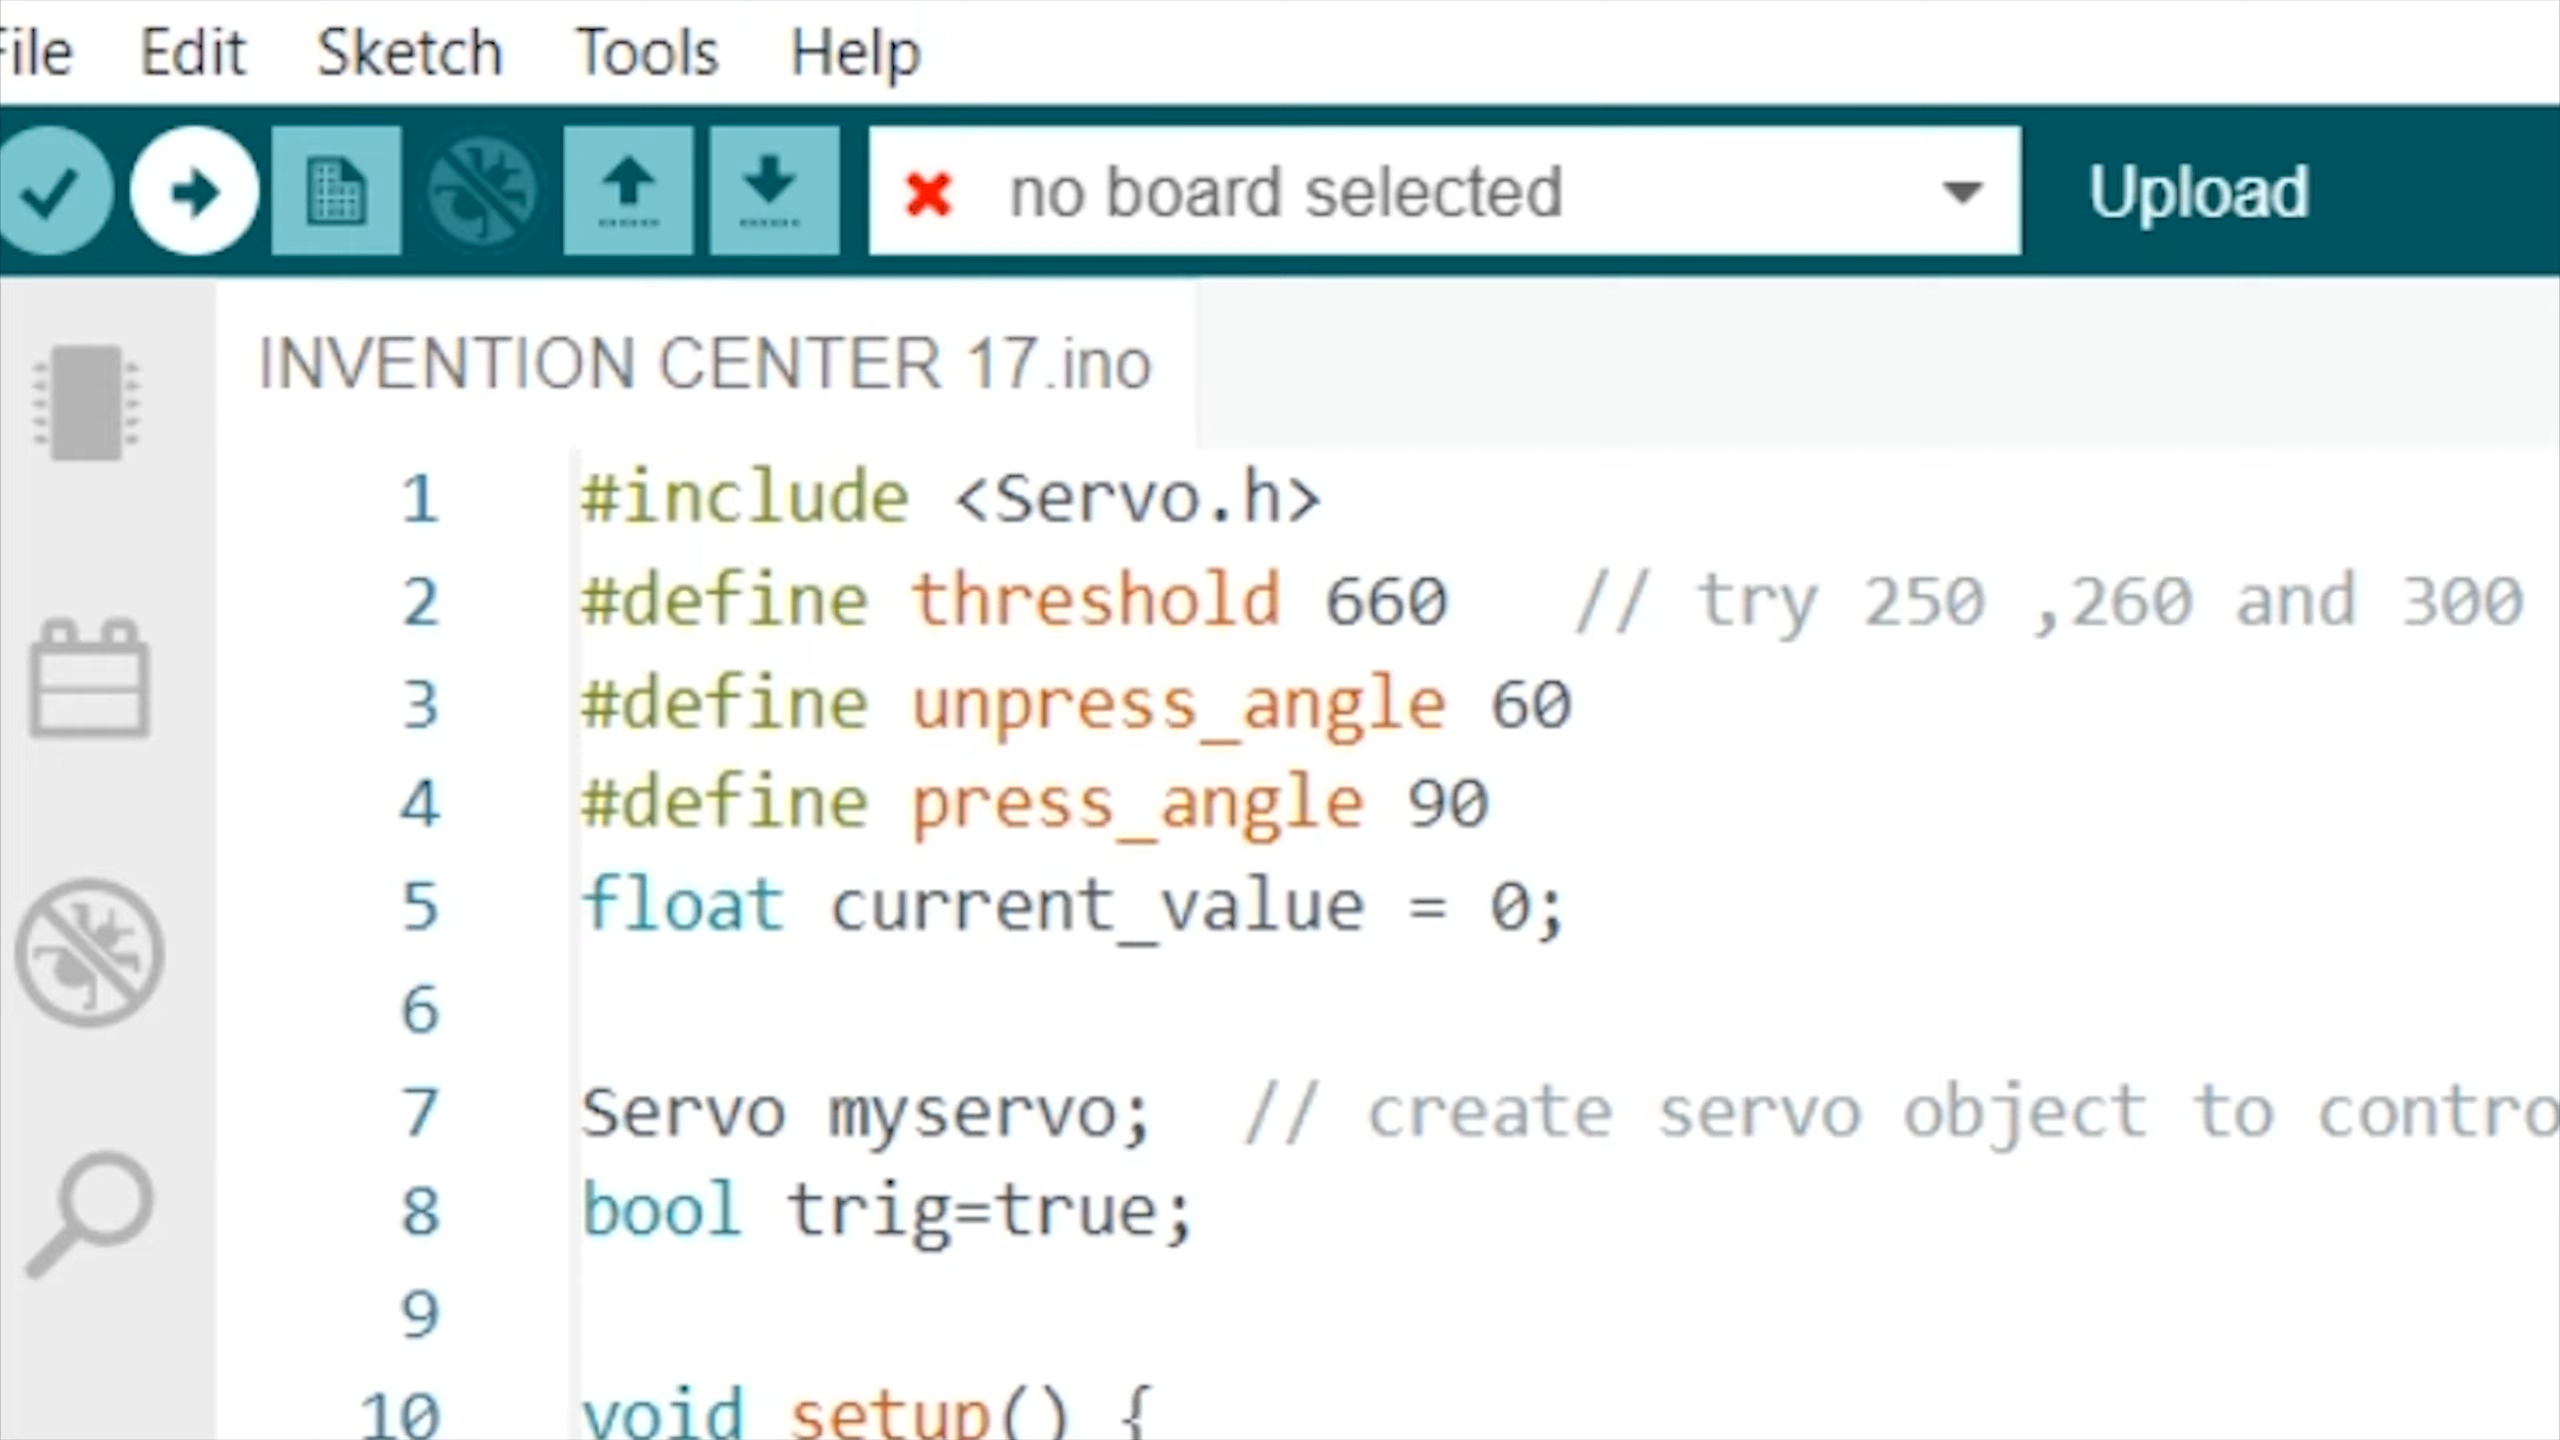 File Edit Sketch Tools Help
no board selected Upload
INVENTION CENTER 17.ino
1 #include <Servo.h>
2 #define threshold 660 // try 250 ,260 and 300
3 #define unpress_angle 60
4 #define press_angle 90
5 float current_value = 0;
6
7 Servo myservo; // create servo object to contro
8 bool trig=true;
9
10 void setup() {